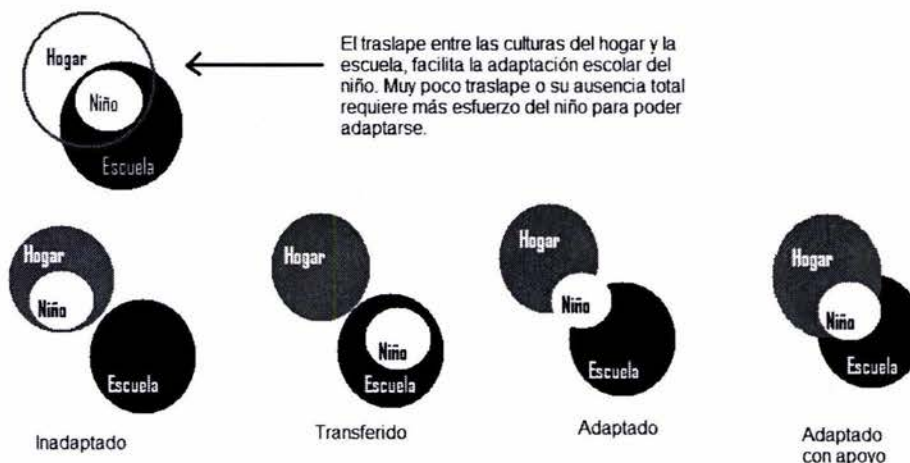 Hogar
Niño
Escuela
El traslape entre las culturas del hogar y la
escuela, facilita la adaptación escolar del
niño. Muy poco traslape o su ausencia total
requiere más esfuerzo del niño para poder
adaptarse.
Hogar
Niño
Escuela
Inadaptado
Hogar
Niño
Escuela
Transferido
Hogar
Niño
Escuela
Adaptado
Hogar
Niño
Escuela
Adaptado
con apoyo